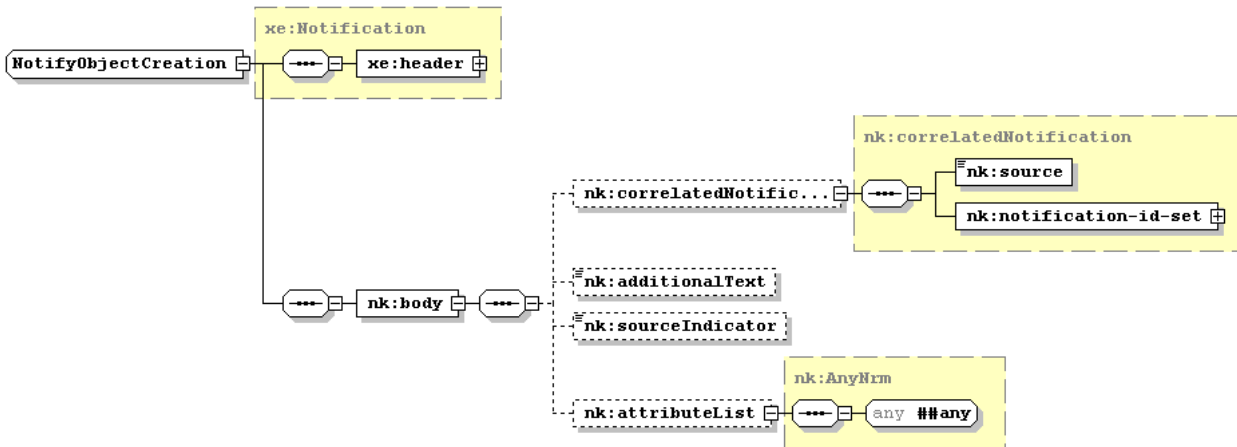 xe:Notification
NotifyObjectCreation
xe:header
nk:correlatedNotification
nk:correlatedNotific...
nk:source
nk:notification-id-set
nk:additionalText
nk:body
nk:sourceIndicator
nk:AnyNrm
nk:attributeList
any ##any